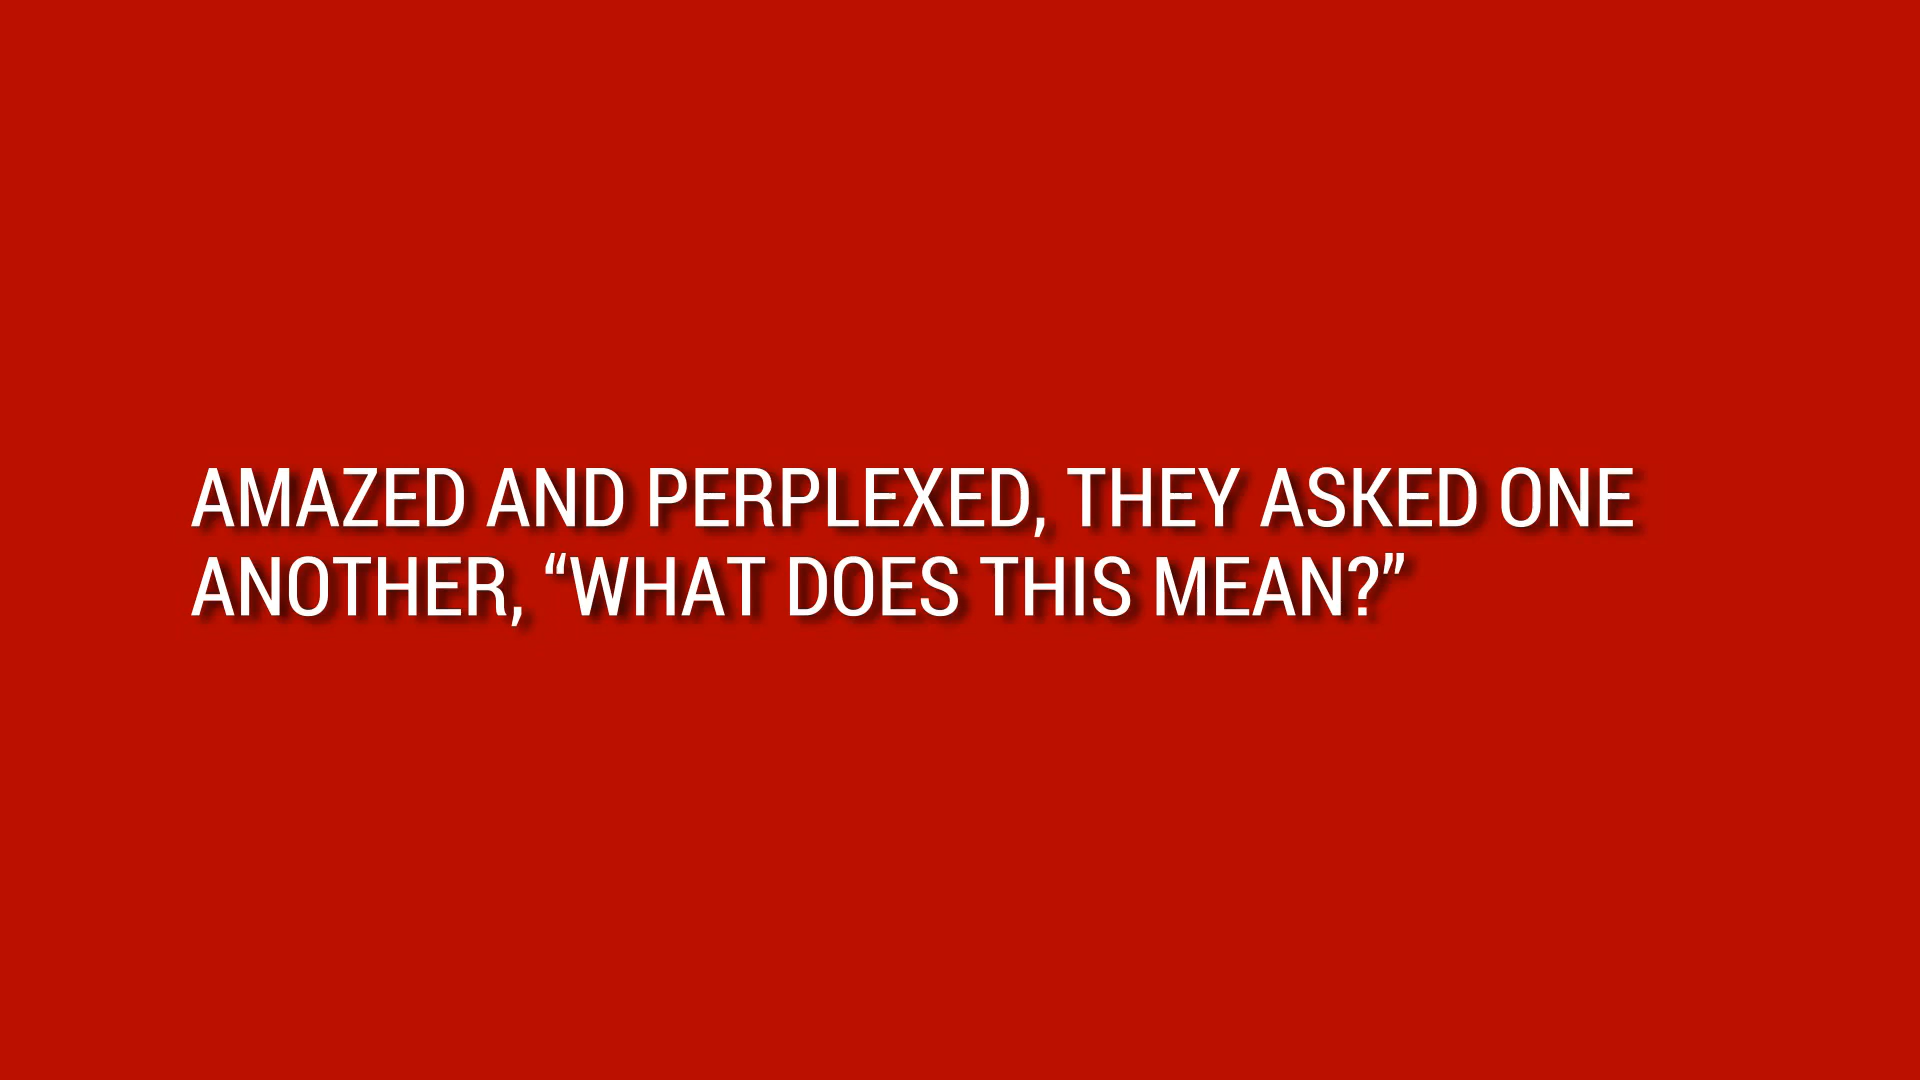 AMAZED AND PERPLEXED, THEY ASKED ONE
ANOTHER, “WHAT DOES THIS MEAN?”